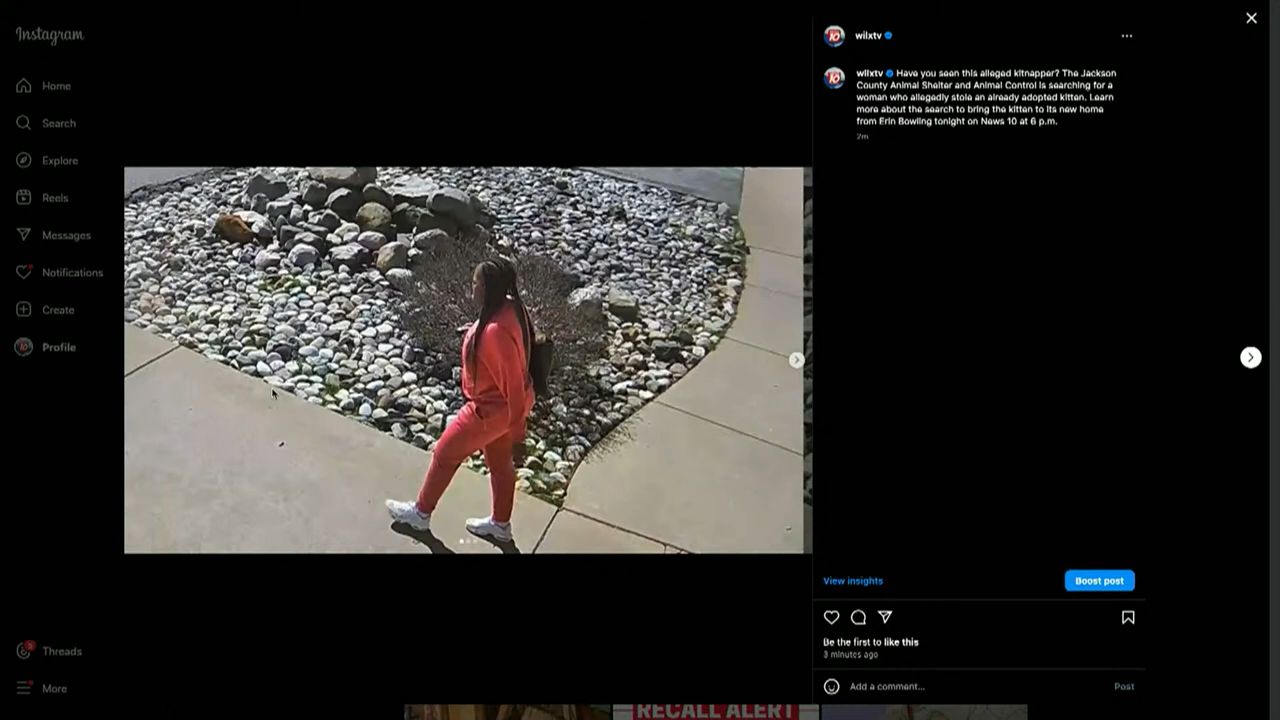 Instagram
Home
Search
Explore
Reels
Messages
Notifications
Create
Profile
Threads
More
wilxtv
wilxtv Have you seen this alleged kitnapper? The Jackson
County Animal Shelter and Animal Control is searching for a
woman who allegedly stole an already adopted kitten. Learn
more about the search to bring the kitten to its new home
from Erin Bowling tonight on News 10 at 6 p.m.
2m
View insights
Boost post
Be the first to like this
3 minutes ago
Add a comment...
Post
RECALL ALERT